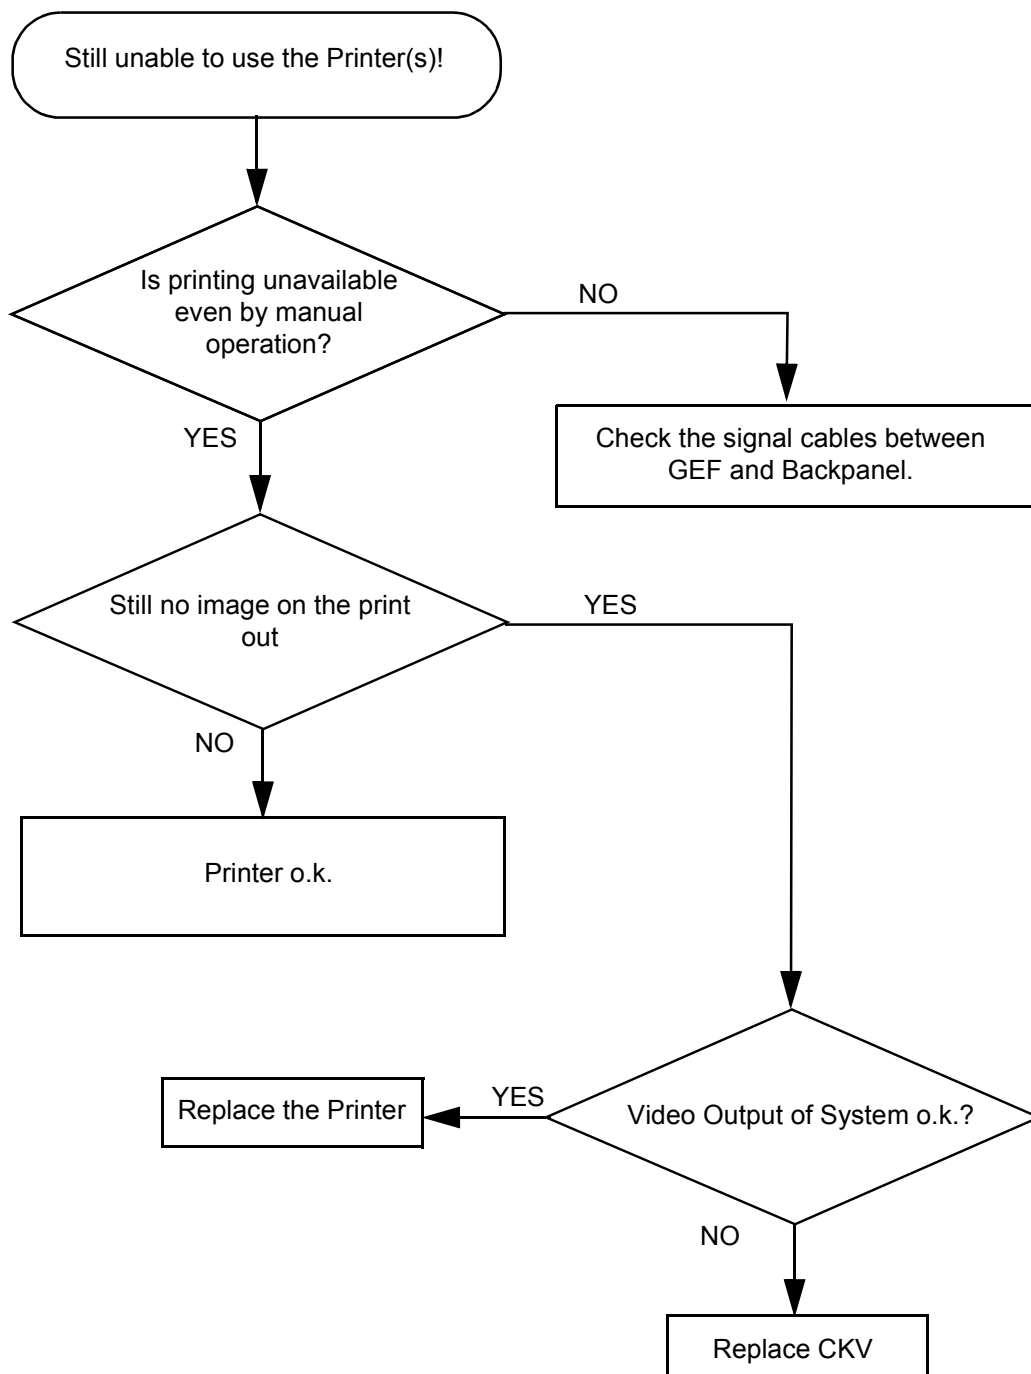 Still unable to use the Printer(s)!
Is printing unavailable
even by manual
operation?
NO
YES
Check the signal cables between
GEF and Backpanel.
Still no image on the print
out
YES
NO
Printer o.k.
Replace the Printer
YES
Video Output of System o.k.?
NO
Replace CKV